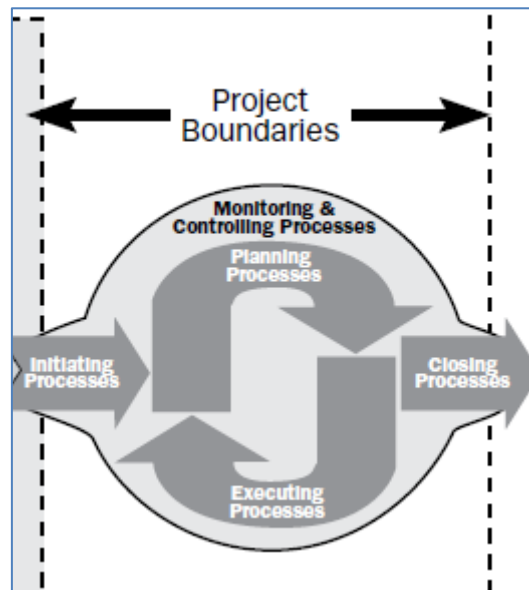 Project
Boundaries
Monitoring &
Controlling Processes
Planning
Processes
Initiating
Processes
Closing
Processes
Executing
Processes